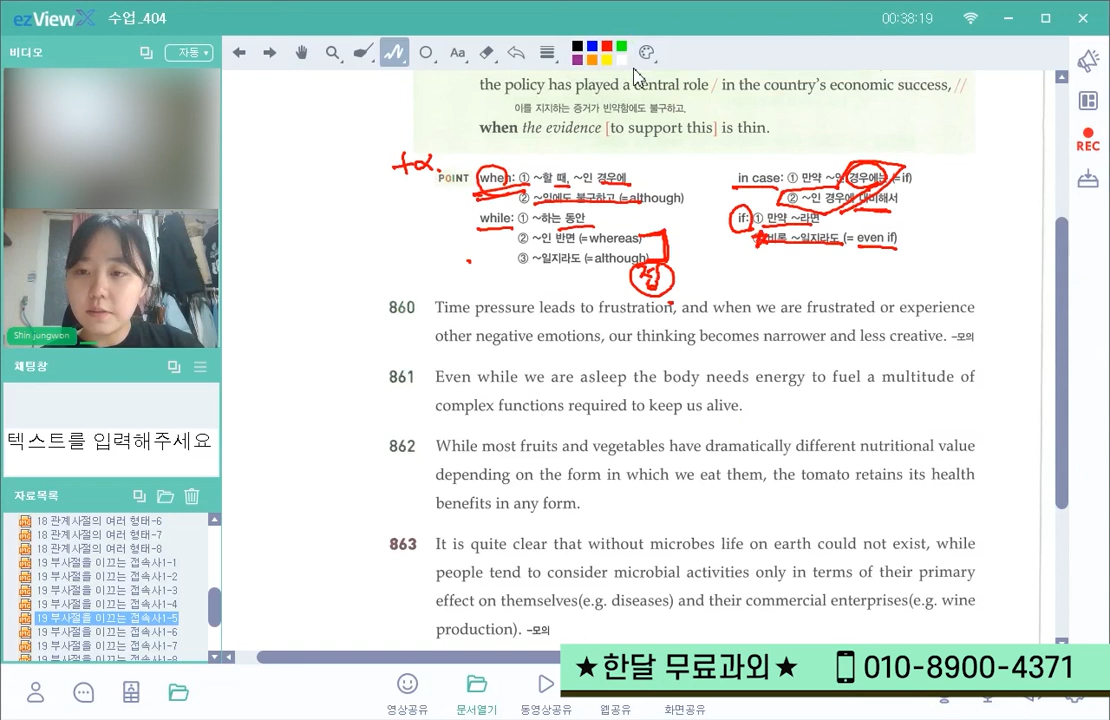 ezViewX 수업_404
00:38:19
비디오
자동
Shin jungwon
채팅창
텍스트를 입력해주세요
자료목록
18 관계사절의 여러 형태-6
18 관계사절의 여러 형태-7
18 관계사절의 여러 형태-8
19 부사절을 이끄는 접속사1-1
19 부사절을 이끄는 접속사1-2
19 부사절을 이끄는 접속사1-3
19 부사절을 이끄는 접속사1-4
19 부사절을 이끄는 접속사1-5
19 부사절을 이끄는 접속사1-6
19 부사절을 이끄는 접속사1-7
19 부사절을 이끄는 접속사1-8
Aa
REC
the policy has played a central role / in the country's economic success, //
이를 지지하는 증거가 빈약함에도 불구하고.
when the evidence [to support this] is thin.
+α.
POINT when: ① ~할 때, ~인 경우에
② ~임에도 불구하고 (=although)
while: ① ~하는 동안
② ~인 반면 (=whereas)
③ ~일지라도 (=although)
in case: ① 만약 ~인 경우에는 (=if)
② ~인 경우에 대비해서
if: ① 만약 ~라면
비록 ~일지라도 (= even if)
860 Time pressure leads to frustration, and when we are frustrated or experience
other negative emotions, our thinking becomes narrower and less creative. –모의
861 Even while we are asleep the body needs energy to fuel a multitude of
complex functions required to keep us alive.
862 While most fruits and vegetables have dramatically different nutritional value
depending on the form in which we eat them, the tomato retains its health
benefits in any form.
863 It is quite clear that without microbes life on earth could not exist, while
people tend to consider microbial activities only in terms of their primary
effect on themselves(e.g. diseases) and their commercial enterprises(e.g. wine
production). –모의
★한달 무료과외★ 010-8900-4371
영상공유
문서열기
동영상공유
웹공유
화면공유